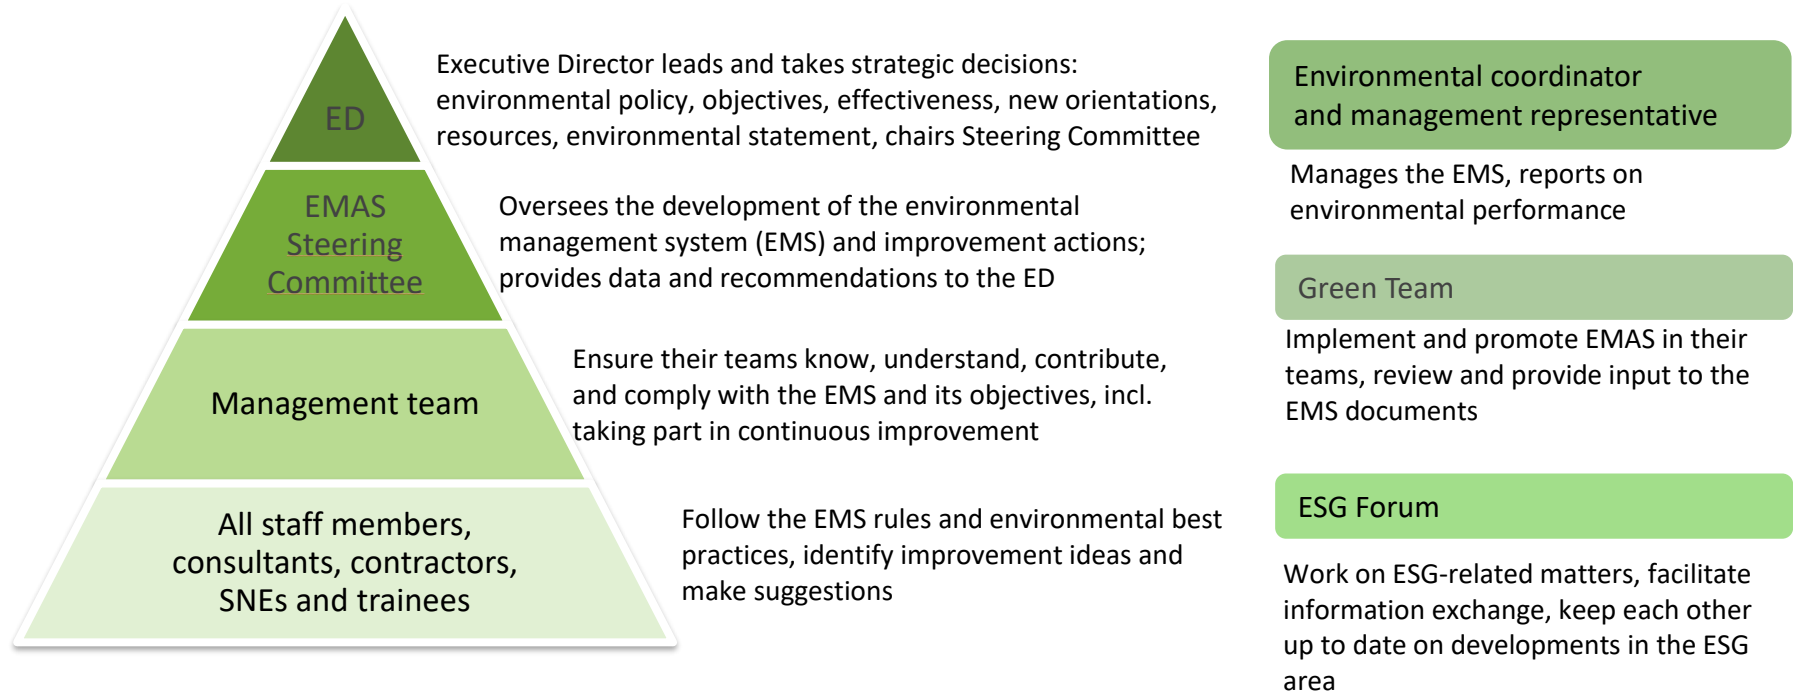 ED
Executive Director leads and takes strategic decisions:
environmental policy, objectives, effectiveness, new orientations,
resources, environmental statement, chairs Steering Committee
EMAS
Steering
Committee
Oversees the development of the environmental
management system (EMS) and improvement actions;
provides data and recommendations to the ED
Management team
Ensure their teams know, understand, contribute,
and comply with the EMS and its objectives, incl.
taking part in continuous improvement
All staff members,
consultants, contractors,
SNEs and trainees
Follow the EMS rules and environmental best
practices, identify improvement ideas and
make suggestions
Environmental coordinator
and management representative
Manages the EMS, reports on
environmental performance
Green Team
Implement and promote EMAS in their
teams, review and provide input to the
EMS documents
ESG Forum
Work on ESG-related matters, facilitate
information exchange, keep each other
up to date on developments in the ESG
area